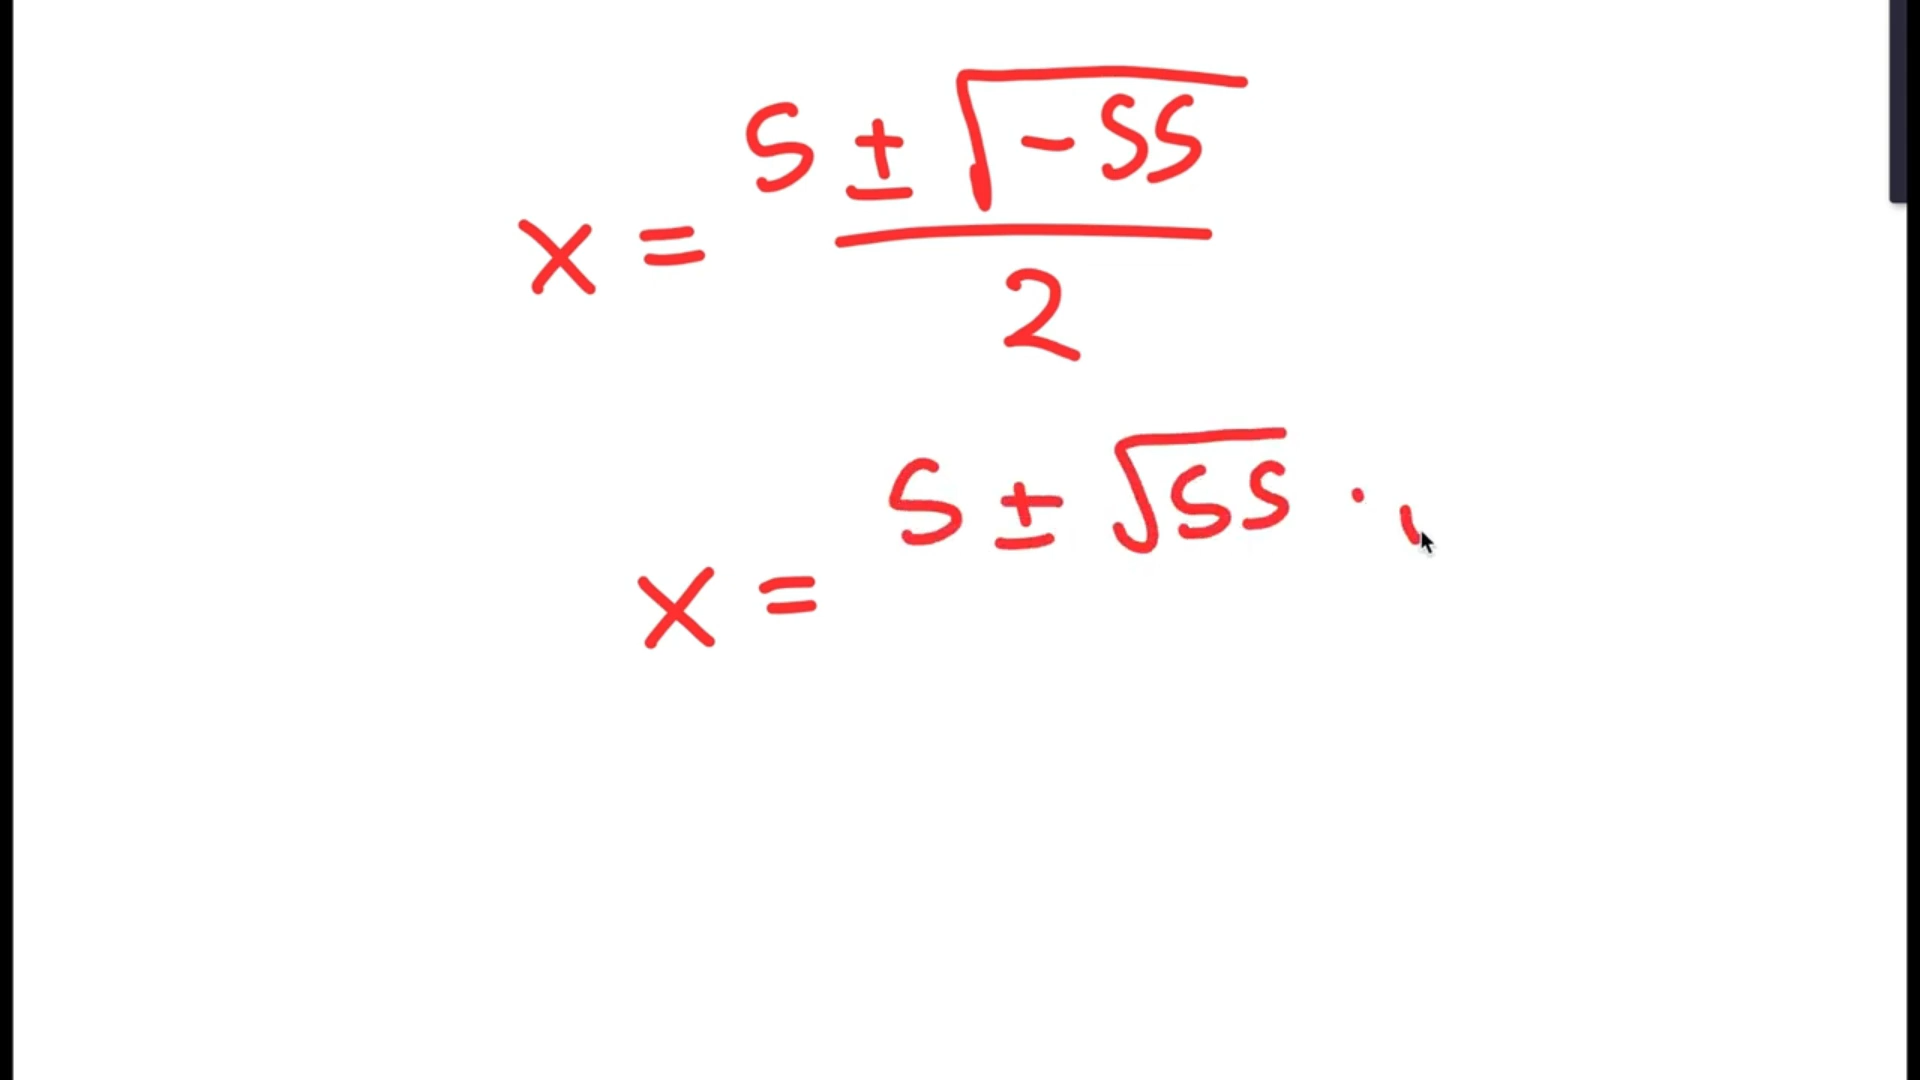 x = (5 ± √-55) / 2
x = 5 ± √55 ·